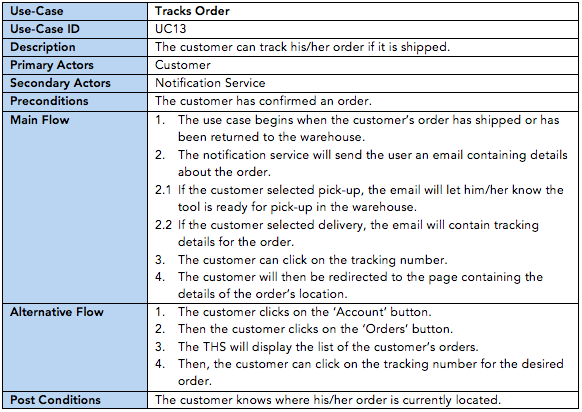 Use-Case Tracks Order
Use-Case ID UC13
Description The customer can track his/her order if it is shipped.
Primary Actors Customer
Secondary Actors Notification Service
Preconditions The customer has confirmed an order.
Main Flow 1. The use case begins when the customer's order has shipped or has
been returned to the warehouse.
2. The notification service will send the user an email containing details
about the order.
2.1 If the customer selected pick-up, the email will let him/her know the
tool is ready for pick-up in the warehouse.
2.2 If the customer selected delivery, the email will contain tracking
details for the order.
3. The customer can click on the tracking number.
4. The customer will then be redirected to the page containing the
details of the order's location.
Alternative Flow 1. The customer clicks on the 'Account' button.
2. Then the customer clicks on the 'Orders' button.
3. The THS will display the list of the customer's orders.
4. Then, the customer can click on the tracking number for the desired
order.
Post Conditions The customer knows where his/her order is currently located.